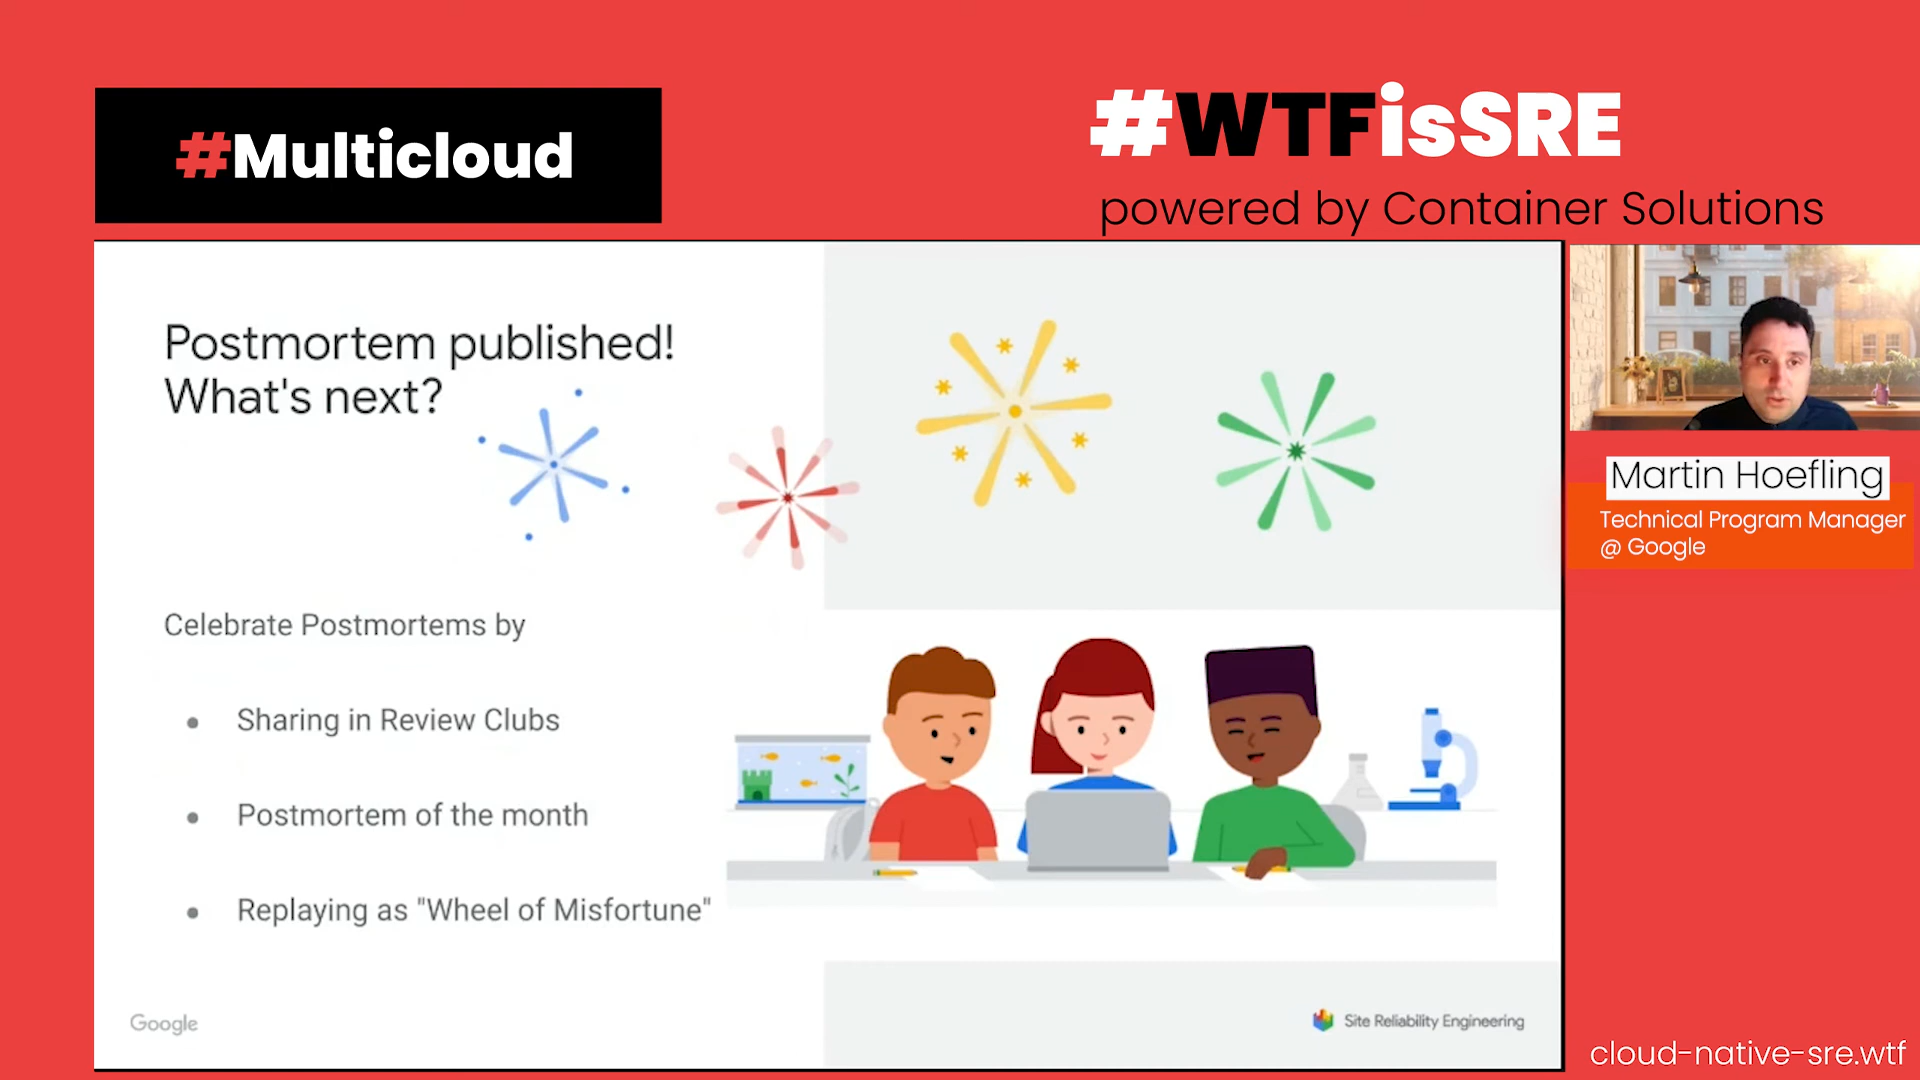 #Multicloud
#WTFisSRE
powered by Container Solutions
Postmortem published!
What's next?
Celebrate Postmortems by
• Sharing in Review Clubs
• Postmortem of the month
• Replaying as "Wheel of Misfortune"
Google
Site Reliability Engineering
Martin Hoefling
Technical Program Manager
@ Google
cloud-native-sre.wtf